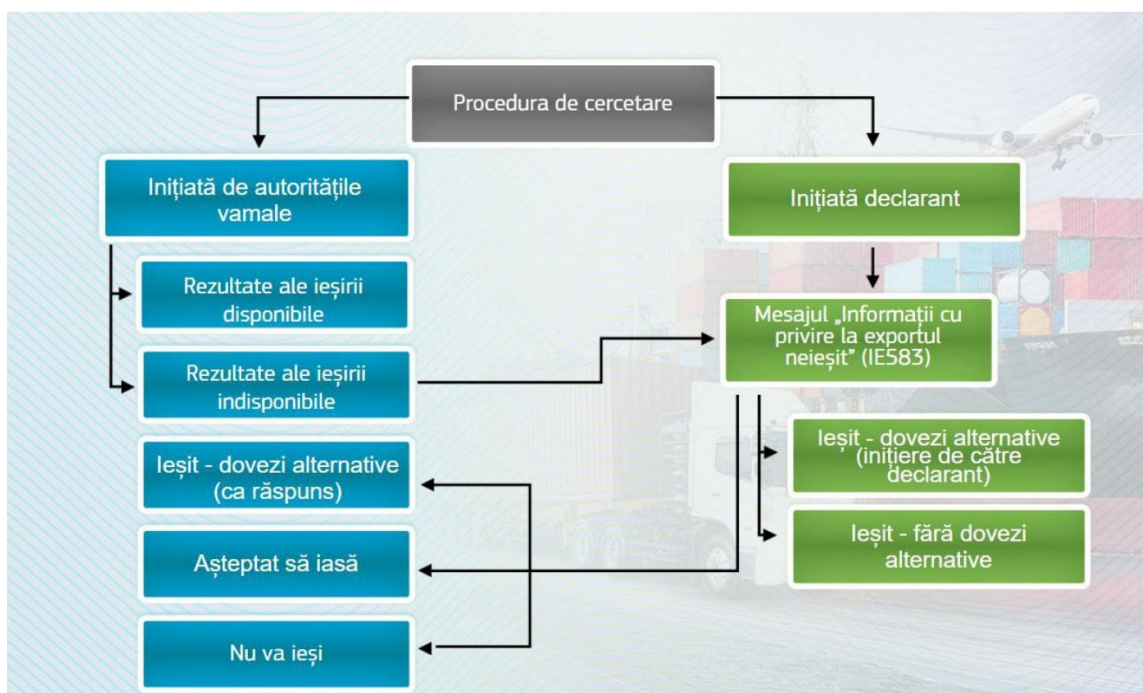 Procedura de cercetare
Inițiată de autoritățile
vamale
Inițiată declarant
Rezultate ale ieșirii
disponibile
Mesajul „Informații cu
privire la exportul
neieșit” (IE583)
Rezultate ale ieșirii
indisponibile
Ieșit - dovezi alternative
(ca răspuns)
Ieșit - dovezi alternative
(inițiere de către
declarant)
Așteptat să iasă
Ieșit - fără dovezi
alternative
Nu va ieși